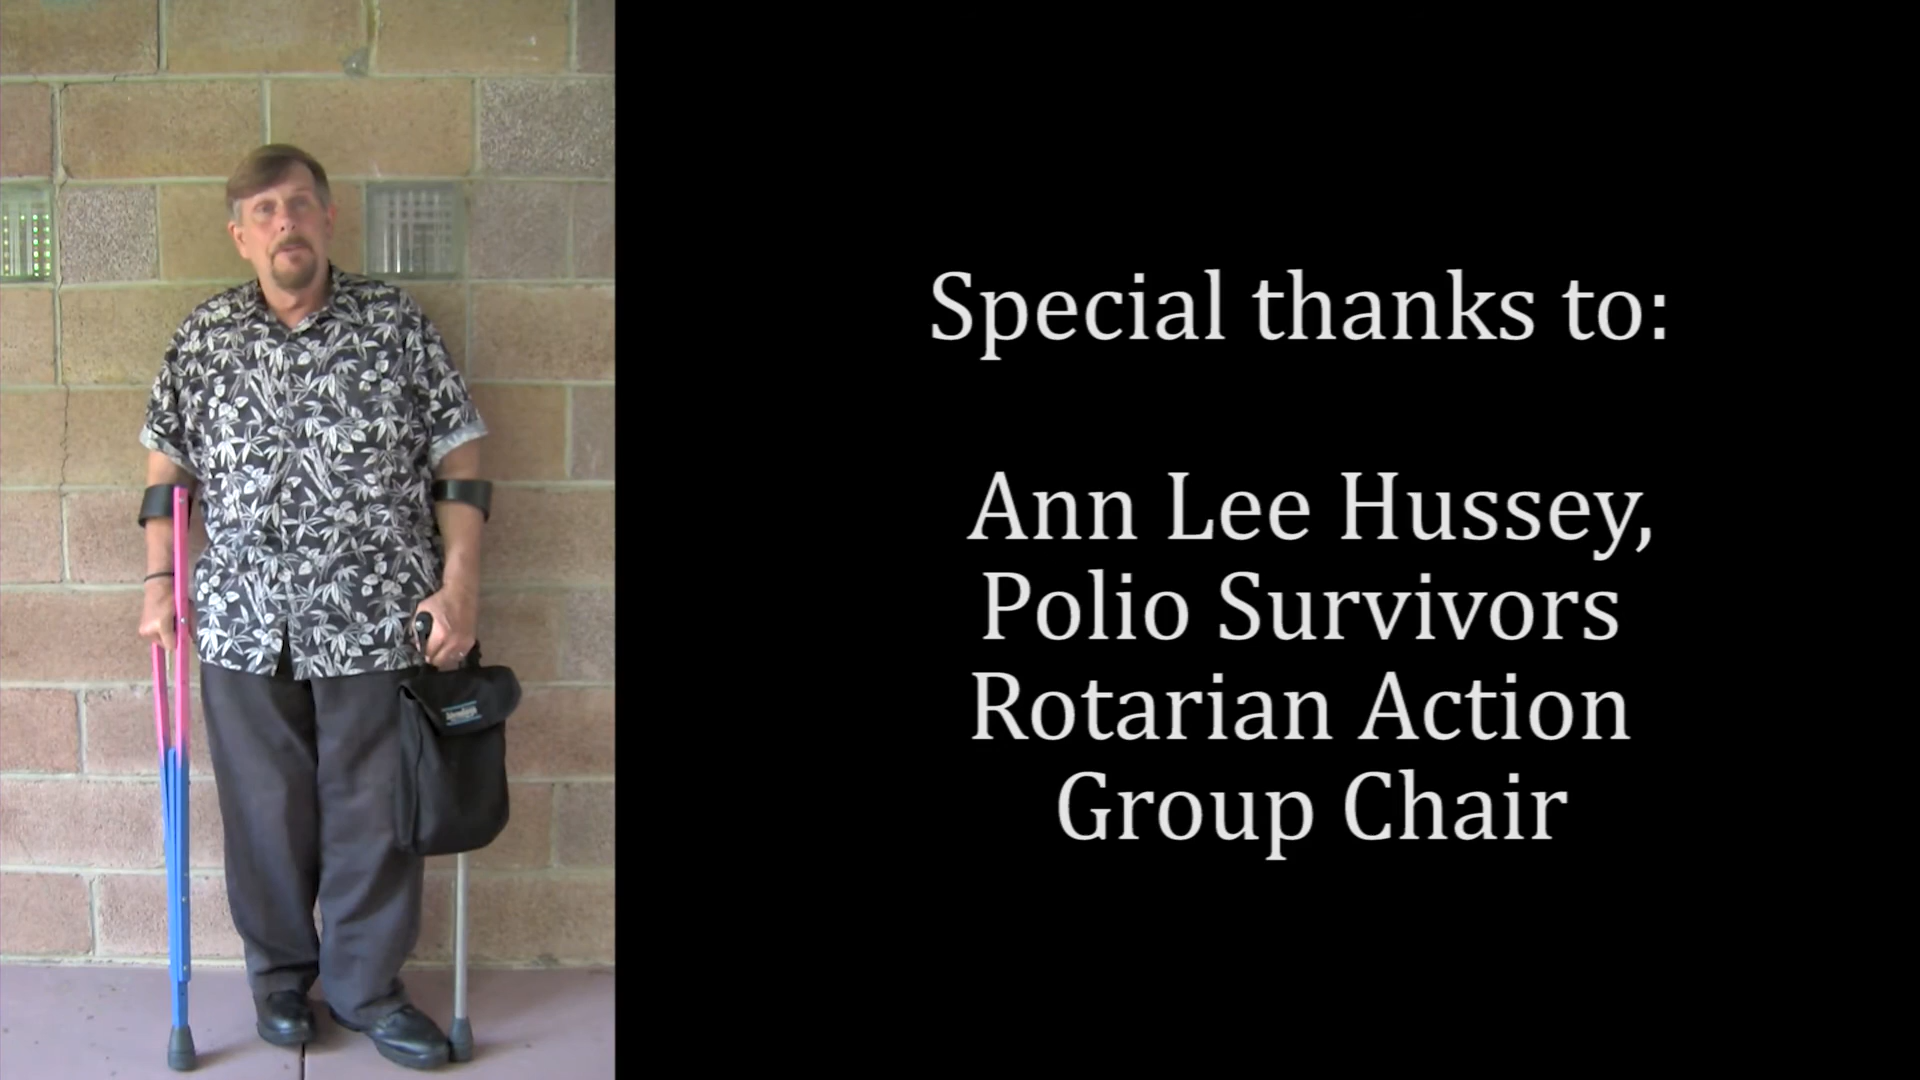 Special thanks to:
Ann Lee Hussey,
Polio Survivors
Rotarian Action
Group Chair